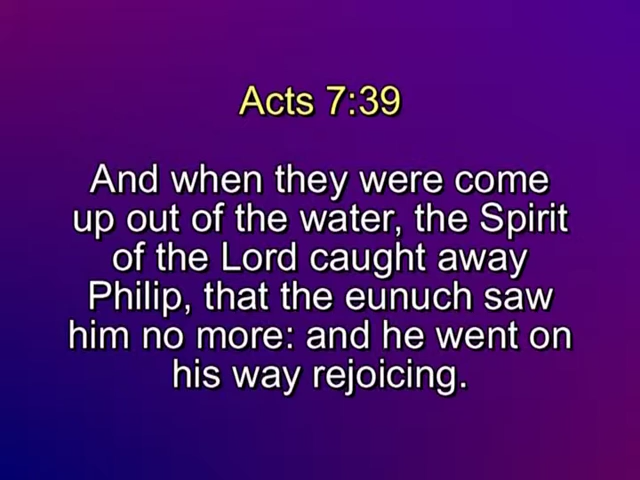 Acts 7:39
And when they were come
up out of the water, the Spirit
of the Lord caught away
Philip, that the eunuch saw
him no more: and he went on
his way rejoicing.